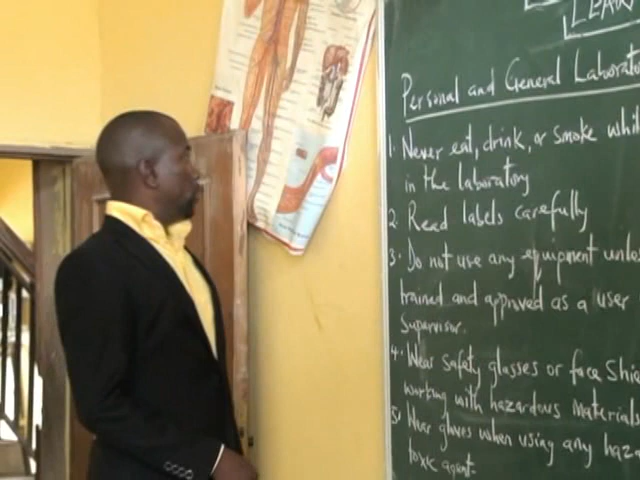 LEAR
Personal and General Laborato
1. Never eat, drink, or smoke whil
in the laboratory
2 Read labels carefully
3. Do not use any equipment unles
trained and approved as a user
Supervisor.
4. Wear Safety glasses or face Shie
working with hazardous materials
5. Wear gloves when using any haza
toxic agent.